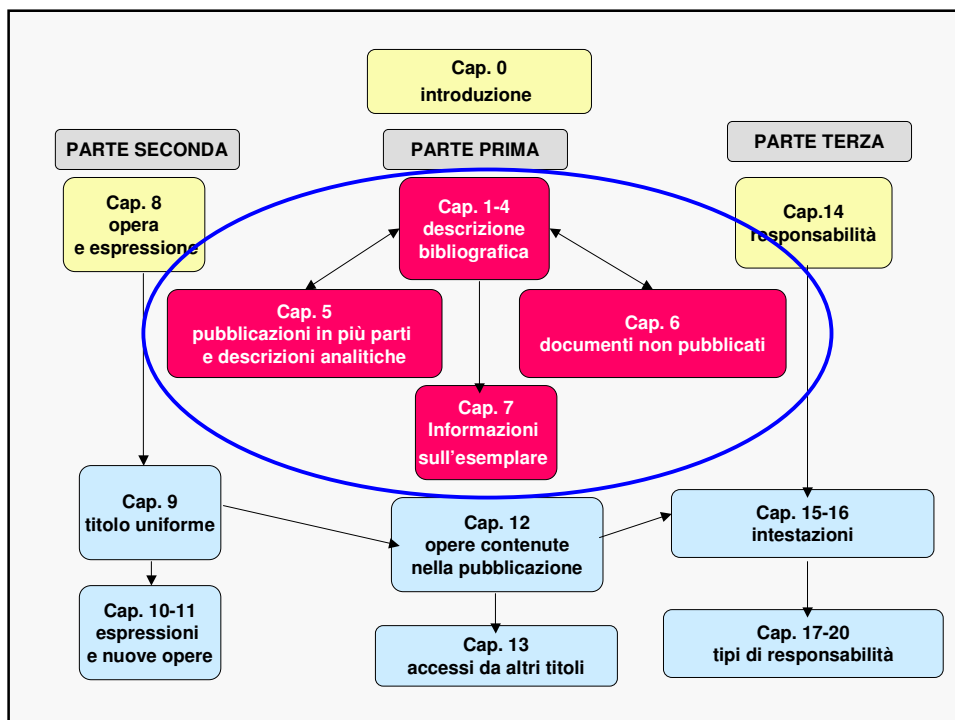 Cap. 0
introduzione
PARTE SECONDA
PARTE PRIMA
PARTE TERZA
Cap. 8
opera
e espressione
Cap. 1-4
descrizione
bibliografica
Cap.14
responsabilità
Cap. 5
pubblicazioni in più parti
e descrizioni analitiche
Cap. 6
documenti non pubblicati
Cap. 7
Informazioni
sull'esemplare
Cap. 9
titolo uniforme
Cap. 12
opere contenute
nella pubblicazione
Cap. 15-16
intestazioni
Cap. 10-11
espressioni
e nuove opere
Cap. 13
accessi da altri titoli
Cap. 17-20
tipi di responsabilità